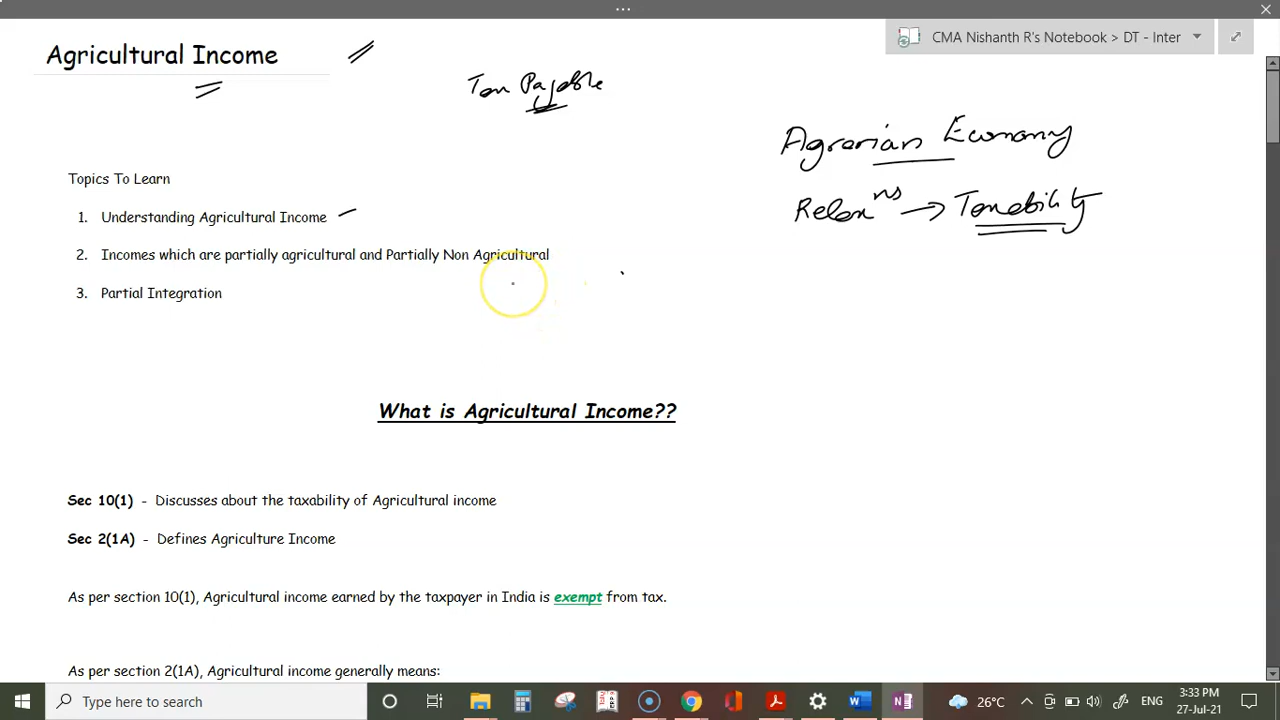 ...
CMA Nishanth R's Notebook > DT - Inter
Agricultural Income
Tax Payable
Agrarian Economy
Topics To Learn
1. Understanding Agricultural Income
Relaxns → Taxability
2. Incomes which are partially agricultural and Partially Non Agricultural
3. Partial Integration
What is Agricultural Income??
Sec 10(1) - Discusses about the taxability of Agricultural income
Sec 2(1A) - Defines Agriculture Income
As per section 10(1), Agricultural income earned by the taxpayer in India is exempt from tax.
As per section 2(1A), Agricultural income generally means:
Type here to search
26°C
ENG
3:33 PM
27-Jul-21